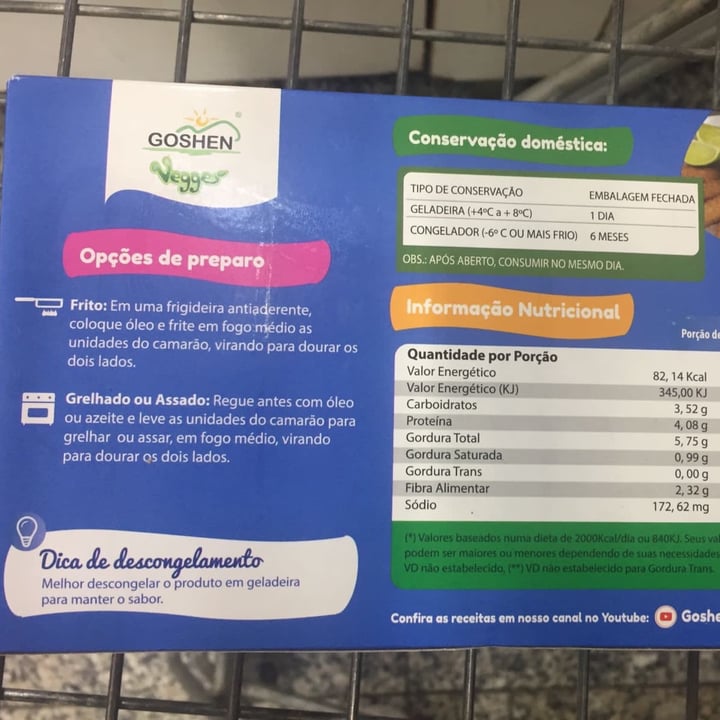 GOSHEN
®
Vegges
Opções de preparo
Frito: Em uma frigideira antiaderente,
coloque óleo e frite em fogo médio as
unidades do camarão, virando para dourar os
dois lados.
Grelhado ou Assado: Regue antes com óleo
ou azeite e leve as unidades do camarão para
grelhar ou assar, em fogo médio, virando
para dourar os dois lados.
Dica de descongelamento
Melhor descongelar o produto em geladeira
para manter o sabor.
Conservação doméstica:
TIPO DE CONSERVAÇÃO EMBALAGEM FECHADA
GELADEIRA (+4ºC a + 8ºC) 1 DIA
CONGELADOR (-6º C OU MAIS FRIO) 6 MESES
OBS.: APÓS ABERTO, CONSUMIR NO MESMO DIA.
Informação Nutricional
Porção de
Quantidade por Porção
Valor Energético 82, 14 Kcal
Valor Energético (KJ) 345,00 KJ
Carboidratos 3, 52 g
Proteína 4, 08 g
Gordura Total 5, 75 g
Gordura Saturada 0, 99 g
Gordura Trans 0, 00 g
Fibra Alimentar 2, 32 g
Sódio 172, 62 mg
(*) Valores baseados numa dieta de 2000Kcal/dia ou 840KJ. Seus val
podem ser maiores ou menores dependendo de suas necessidades
VD não estabelecido. (**) VD não estabelecido para Gordura Trans.
Confira as receitas em nosso canal no Youtube: Goshe